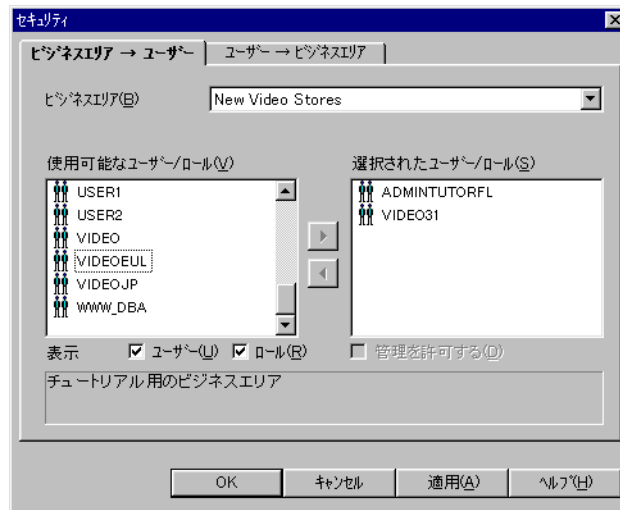 セキュリティ
ビジネスエリア → ユーザー
ユーザー → ビジネスエリア
ビジネスエリア(B)
New Video Stores
使用可能なユーザー/ロール(V)
選択されたユーザー/ロール(S)
USER1
USER2
VIDEO
VIDEOEUL
VIDEOJP
WWW_DBA
ADMINTUTORFL
VIDEO31
表示
ユーザー(U)
ロール(R)
管理を許可する(D)
チュートリアル用のビジネスエリア
OK
キャンセル
適用(A)
ヘルプ(H)